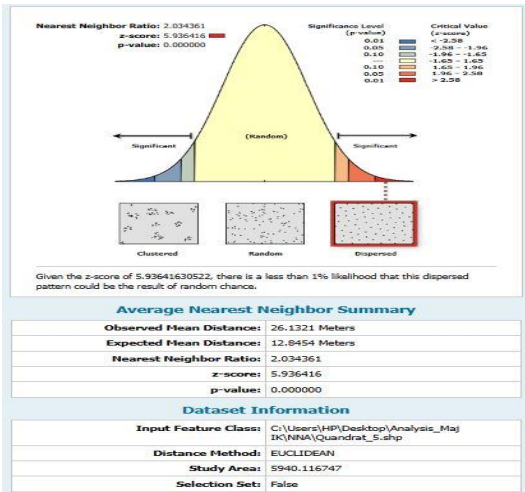 Nearest Neighbor Ratio: 2.034361
z-score: 5.936416
p-value: 0.000000
Significance Level
(p-value)
0.01
0.05
0.10
---
0.10
0.05
0.01
Critical Value
(z-score)
< -2.58
-2.58 - -1.96
-1.96 - -1.65
-1.65 - 1.65
1.65 - 1.96
1.96 - 2.58
> 2.58
Significant
(Random)
Significant
Clustered
Random
Dispersed
Given the z-score of 5.93641630522, there is a less than 1% likelihood that this dispersed
pattern could be the result of random chance.
Average Nearest Neighbor Summary
Observed Mean Distance: 26.1321 Meters
Expected Mean Distance: 12.8454 Meters
Nearest Neighbor Ratio: 2.034361
z-score: 5.936416
p-value: 0.000000
Dataset Information
Input Feature Class: C:\Users\HP\Desktop\Analysis_Maj
IK\NNA\Quandrat_5.shp
Distance Method: EUCLIDEAN
Study Area: 5940.116747
Selection Set: False